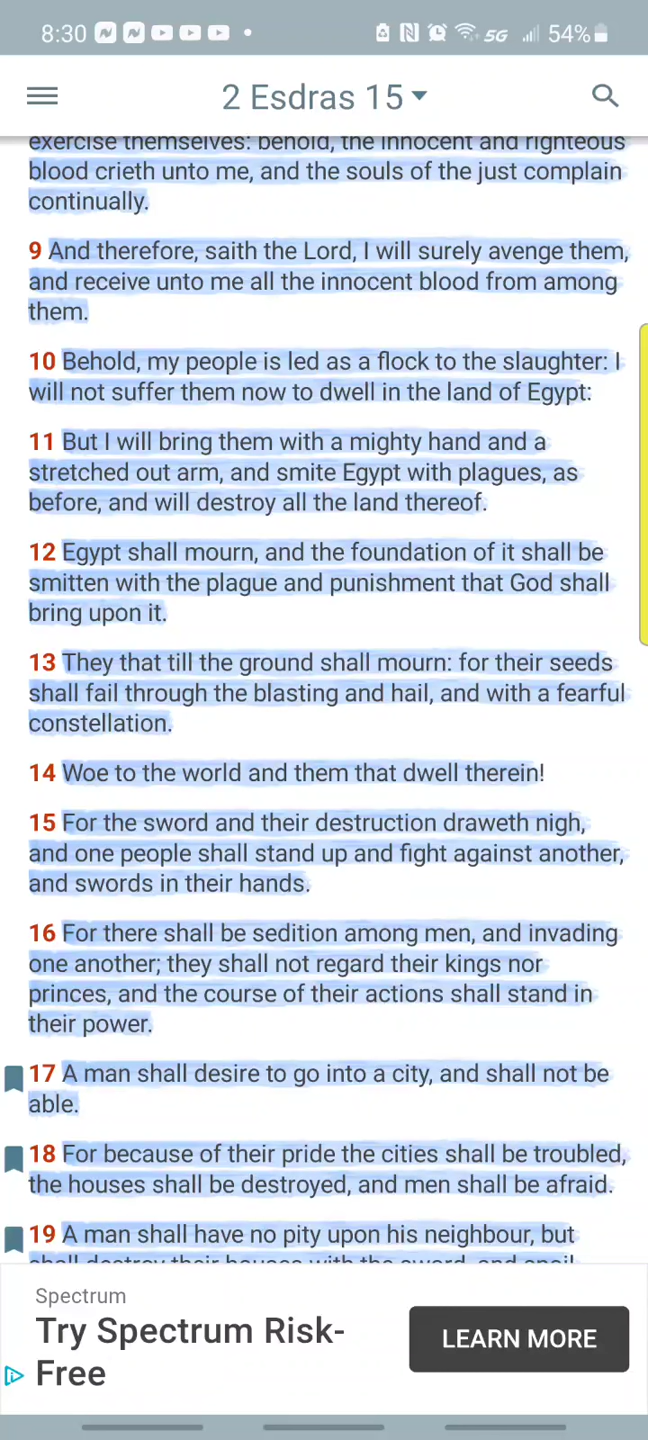 8:30 5G 54%
2 Esdras 15
exercise themselves: behold, the innocent and righteous
blood crieth unto me, and the souls of the just complain
continually.
9 And therefore, saith the Lord, I will surely avenge them,
and receive unto me all the innocent blood from among
them.
10 Behold, my people is led as a flock to the slaughter: I
will not suffer them now to dwell in the land of Egypt:
11 But I will bring them with a mighty hand and a
stretched out arm, and smite Egypt with plagues, as
before, and will destroy all the land thereof.
12 Egypt shall mourn, and the foundation of it shall be
smitten with the plague and punishment that God shall
bring upon it.
13 They that till the ground shall mourn: for their seeds
shall fail through the blasting and hail, and with a fearful
constellation.
14 Woe to the world and them that dwell therein!
15 For the sword and their destruction draweth nigh,
and one people shall stand up and fight against another,
and swords in their hands.
16 For there shall be sedition among men, and invading
one another; they shall not regard their kings nor
princes, and the course of their actions shall stand in
their power.
17 A man shall desire to go into a city, and shall not be
able.
18 For because of their pride the cities shall be troubled,
the houses shall be destroyed, and men shall be afraid.
19 A man shall have no pity upon his neighbour, but
shall destroy their houses with the sword, and spoil
Spectrum
Try Spectrum Risk-
Free
LEARN MORE